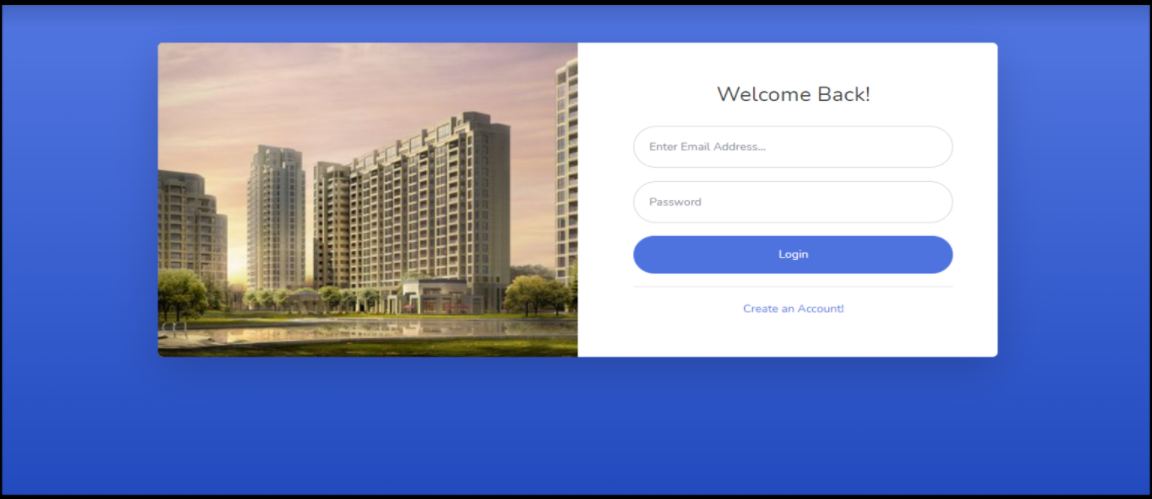 Welcome Back!
Enter Email Address...
Password
Login
Create an Account!